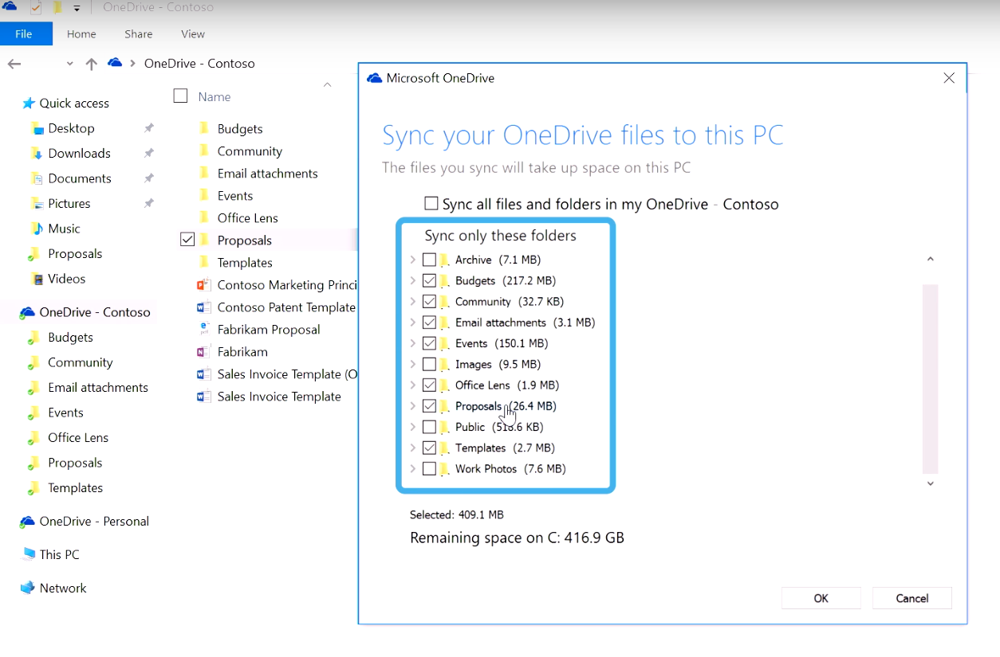 OneDrive - Contoso
File Home Share View
OneDrive - Contoso
Quick access
Desktop
Downloads
Documents
Pictures
Music
Proposals
Videos
OneDrive - Contoso
Budgets
Community
Email attachments
Events
Office Lens
Proposals
Templates
OneDrive - Personal
This PC
Network
Name
Budgets
Community
Email attachments
Events
Office Lens
Proposals
Templates
Contoso Marketing Princi
Contoso Patent Template
Fabrikam Proposal
Fabrikam
Sales Invoice Template (O
Sales Invoice Template
Microsoft OneDrive
Sync your OneDrive files to this PC
The files you sync will take up space on this PC
Sync all files and folders in my OneDrive - Contoso
Sync only these folders
Archive (7.1 MB)
Budgets (217.2 MB)
Community (32.7 KB)
Email attachments (3.1 MB)
Events (150.1 MB)
Images (9.5 MB)
Office Lens (1.9 MB)
Proposals (26.4 MB)
Public (518.6 KB)
Templates (2.7 MB)
Work Photos (7.6 MB)
Selected: 409.1 MB
Remaining space on C: 416.9 GB
OK Cancel